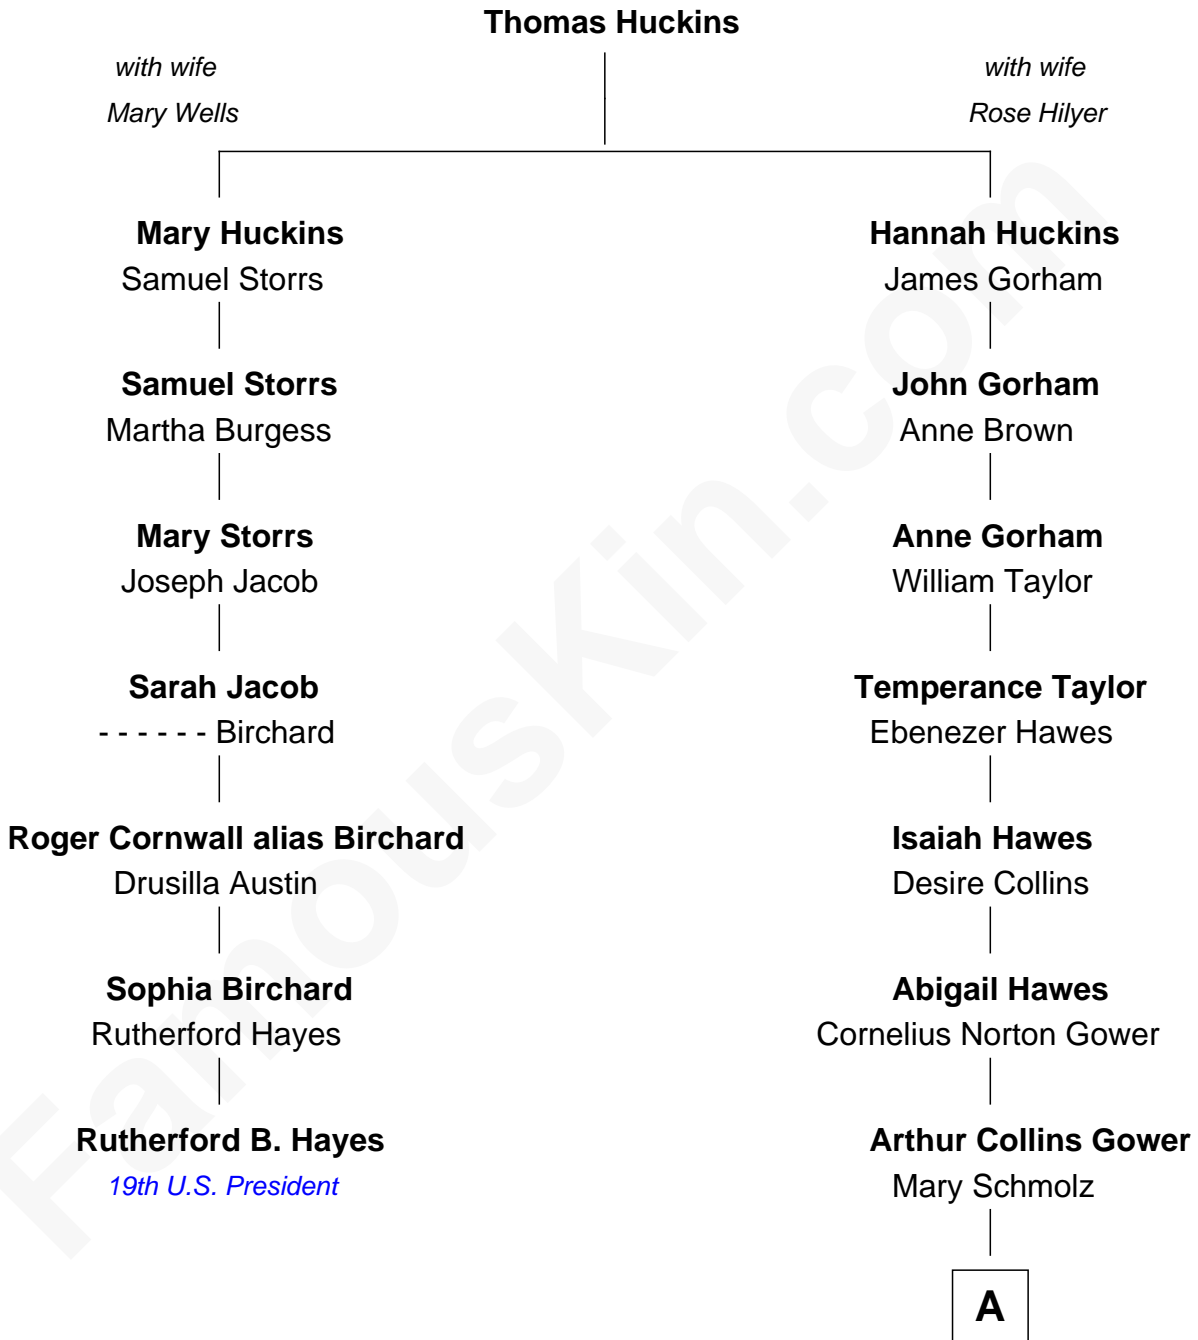 Thomas Huckins
with wife
Mary Wells
with wife
Rose Hilyer
Mary Huckins
Samuel Storrs
Hannah Huckins
James Gorham
Samuel Storrs
Martha Burgess
John Gorham
Anne Brown
Mary Storrs
Joseph Jacob
Anne Gorham
William Taylor
Sarah Jacob
- - - - - - Birchard
Temperance Taylor
Ebenezer Hawes
Roger Cornwall alias Birchard
Drusilla Austin
Isaiah Hawes
Desire Collins
Sophia Birchard
Rutherford Hayes
Abigail Hawes
Cornelius Norton Gower
Rutherford B. Hayes
19th U.S. President
Arthur Collins Gower
Mary Schmolz
A
FamousKin.com